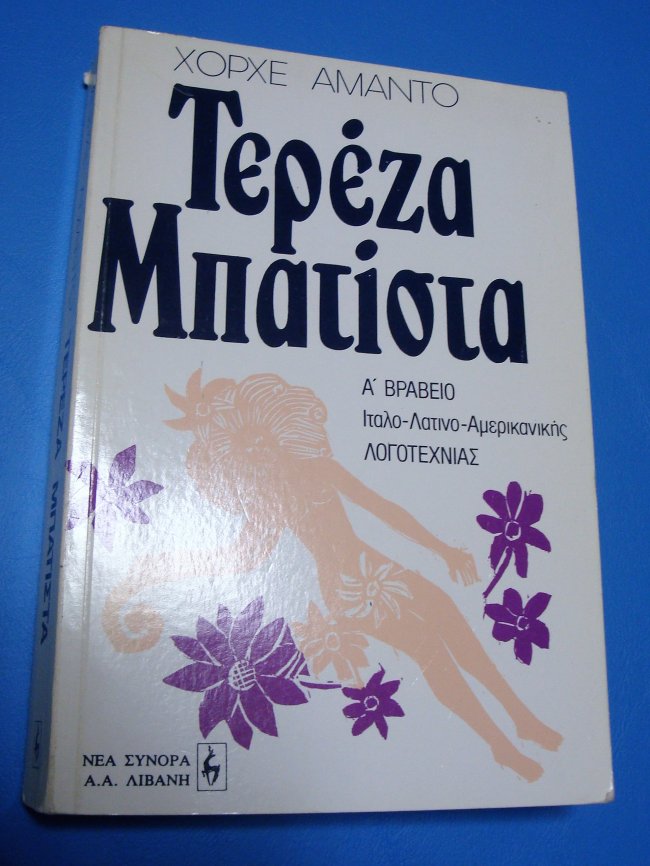 ΧΟΡΧΕ ΑΜΑΝΤΟ
Τερέζα
Μπατίστα
Α΄ ΒΡΑΒΕΙΟ
Ιταλο-Λατινο-Αμερικανικής
ΛΟΓΟΤΕΧΝΙΑΣ
ΝΕΑ ΣΥΝΟΡΑ
Α.Α. ΛΙΒΑΝΗ
ΤΕΡΕΖΑ ΜΠΑΤΙΣΤΑ